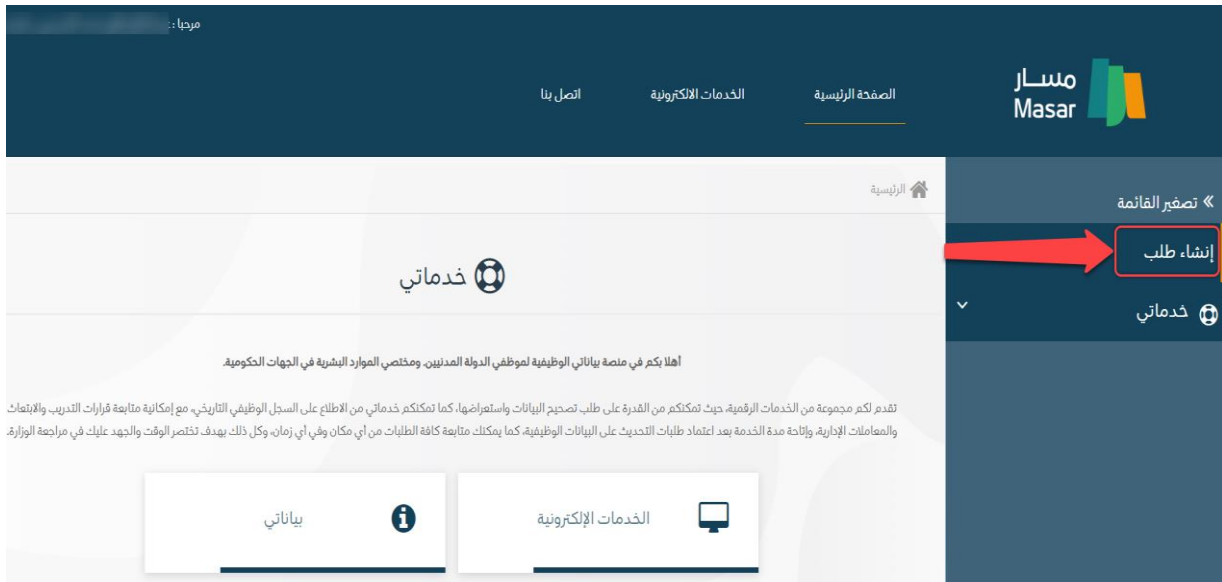 مرحبا :
مسار
Masar
الصفحة الرئيسية
الخدمات الالكترونية
اتصل بنا
» تصغير القائمة
إنشاء طلب
خدماتي
الرئيسية
خدماتي
أهلا بكم في منصة بياناتي الوظيفية لموظفي الدولة المدنيين، ومختصي الموارد البشرية في الجهات الحكومية.
تقدم لكم مجموعة من الخدمات الرقمية، حيث تمكنكم من القدرة على طلب تصحيح البيانات واستعراضها، كما تمكنكم خدماتي من الاطلاع على السجل الوظيفي التاريخي، مع إمكانية متابعة قرارات التدريب والابتعاث
والمعاملات الإدارية، وإتاحة مدة الخدمة بعد اعتماد طلبات التحديث على البيانات الوظيفية، كما يمكنك متابعة كافة الطلبات من أي مكان وفي أي زمان، وكل ذلك بهدف تختصر الوقت والجهد عليك في مراجعة الوزارة.
الخدمات الإلكترونية
بياناتي